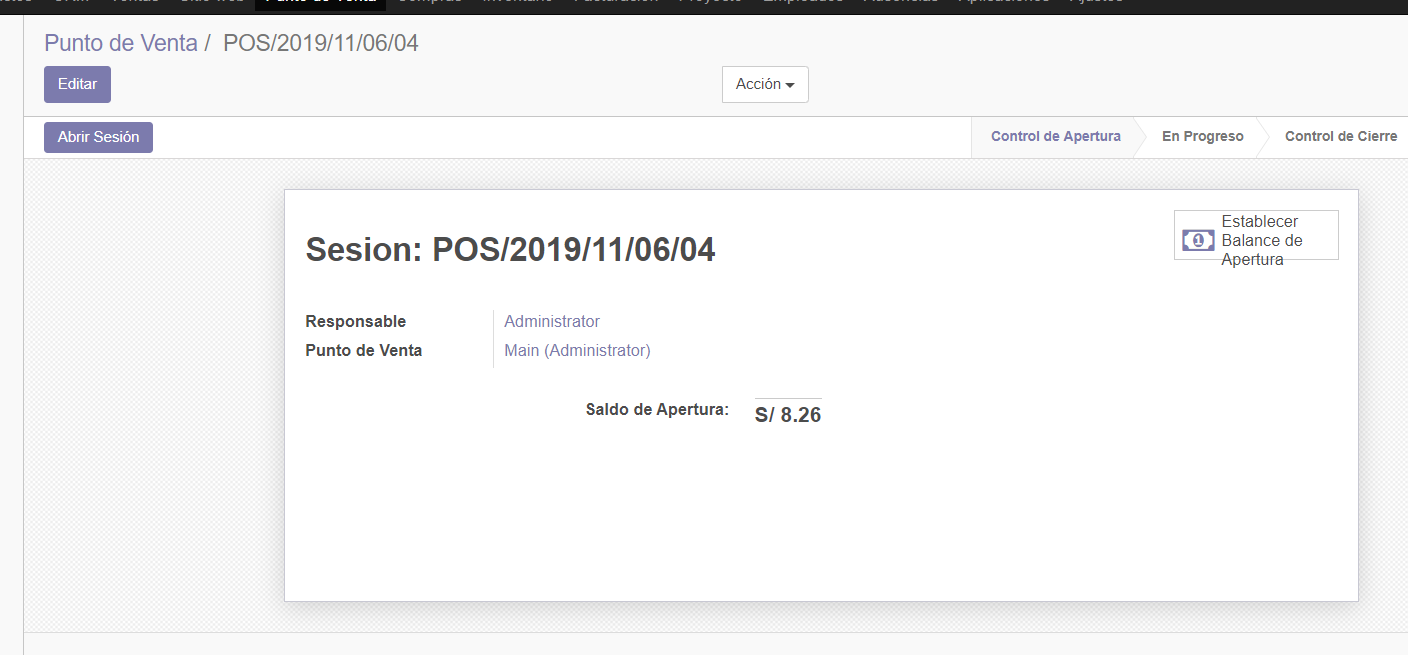 Punto de Venta / POS/2019/11/06/04
Editar
Acción
Abrir Sesión
Control de Apertura
En Progreso
Control de Cierre
Establecer
Balance de
Apertura
Sesion: POS/2019/11/06/04
Responsable
Administrator
Punto de Venta
Main (Administrator)
Saldo de Apertura:
S/ 8.26